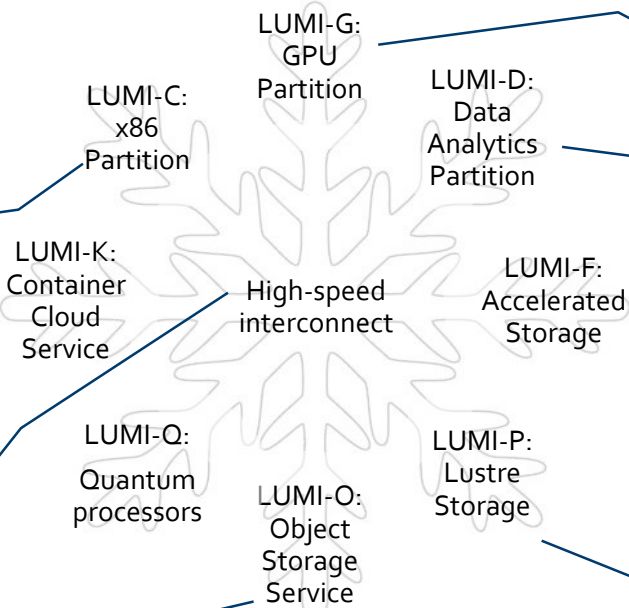 LUMI-G:
GPU
Partition
LUMI-C:
x86
Partition
LUMI-D:
Data
Analytics
Partition
LUMI-K:
Container
Cloud
Service
High-speed
interconnect
LUMI-F:
Accelerated
Storage
LUMI-Q:
Quantum
processors
LUMI-O:
Object
Storage
Service
LUMI-P:
Lustre
Storage